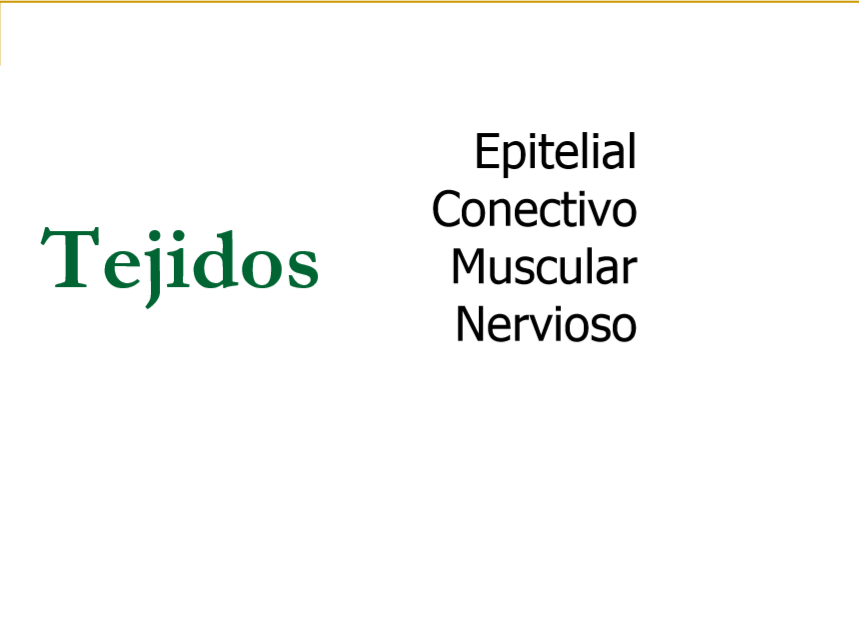 Tejidos
Epitelial
Conectivo
Muscular
Nervioso